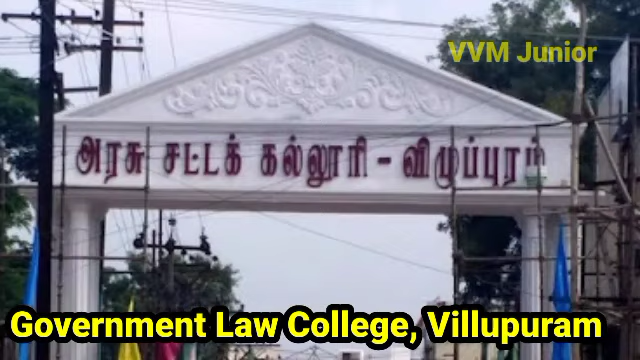 VVM Junior
அரசு சட்டக் கல்லூரி - விழுப்புரம்
Government Law College, Villupuram